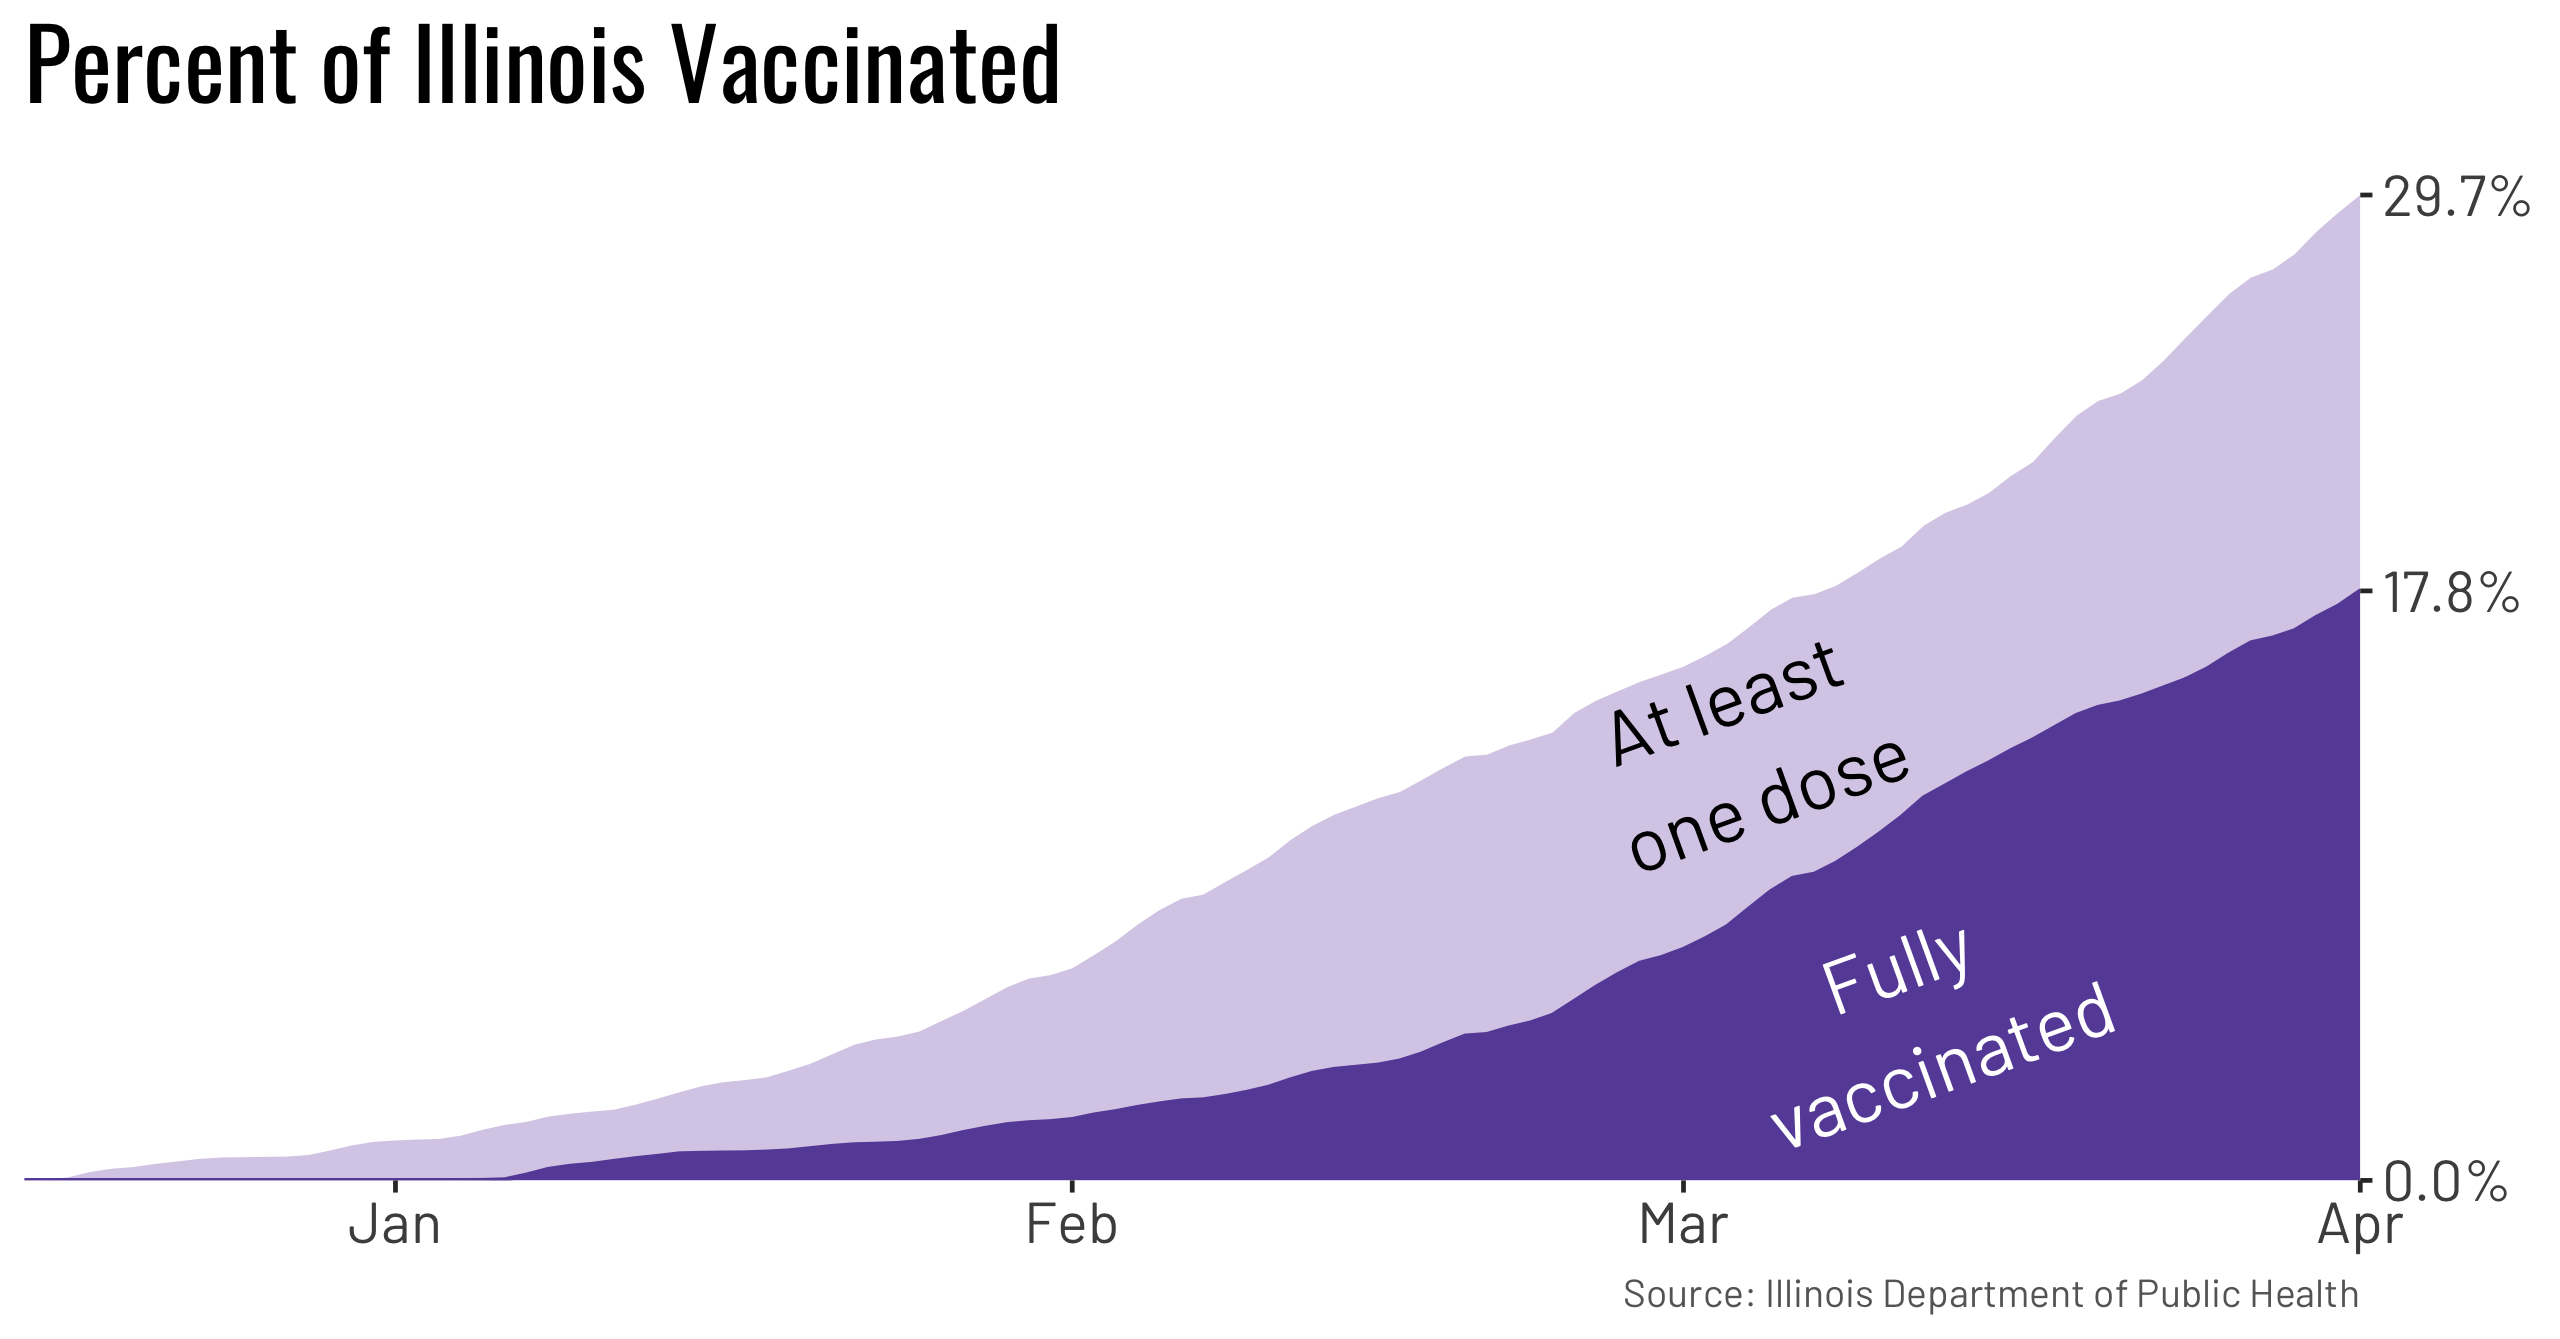 Percent of Illinois Vaccinated
29.7%
17.8%
At least
one dose
Fully
vaccinated
0.0%
Jan
Feb
Mar
Apr
Source: Illinois Department of Public Health